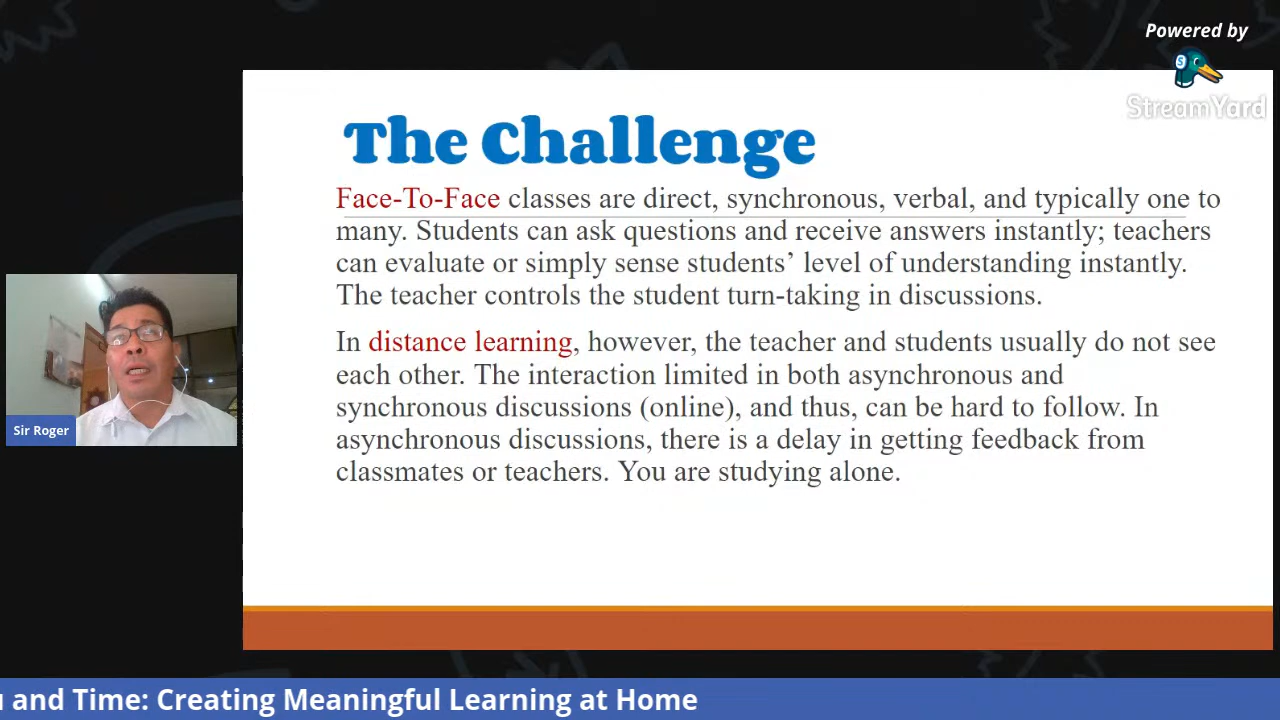 Powered by
StreamYard
The Challenge
Face-To-Face classes are direct, synchronous, verbal, and typically one to
many. Students can ask questions and receive answers instantly; teachers
can evaluate or simply sense students’ level of understanding instantly.
The teacher controls the student turn-taking in discussions.
In distance learning, however, the teacher and students usually do not see
each other. The interaction limited in both asynchronous and
synchronous discussions (online), and thus, can be hard to follow. In
asynchronous discussions, there is a delay in getting feedback from
classmates or teachers. You are studying alone.
Sir Roger
and Time: Creating Meaningful Learning at Home